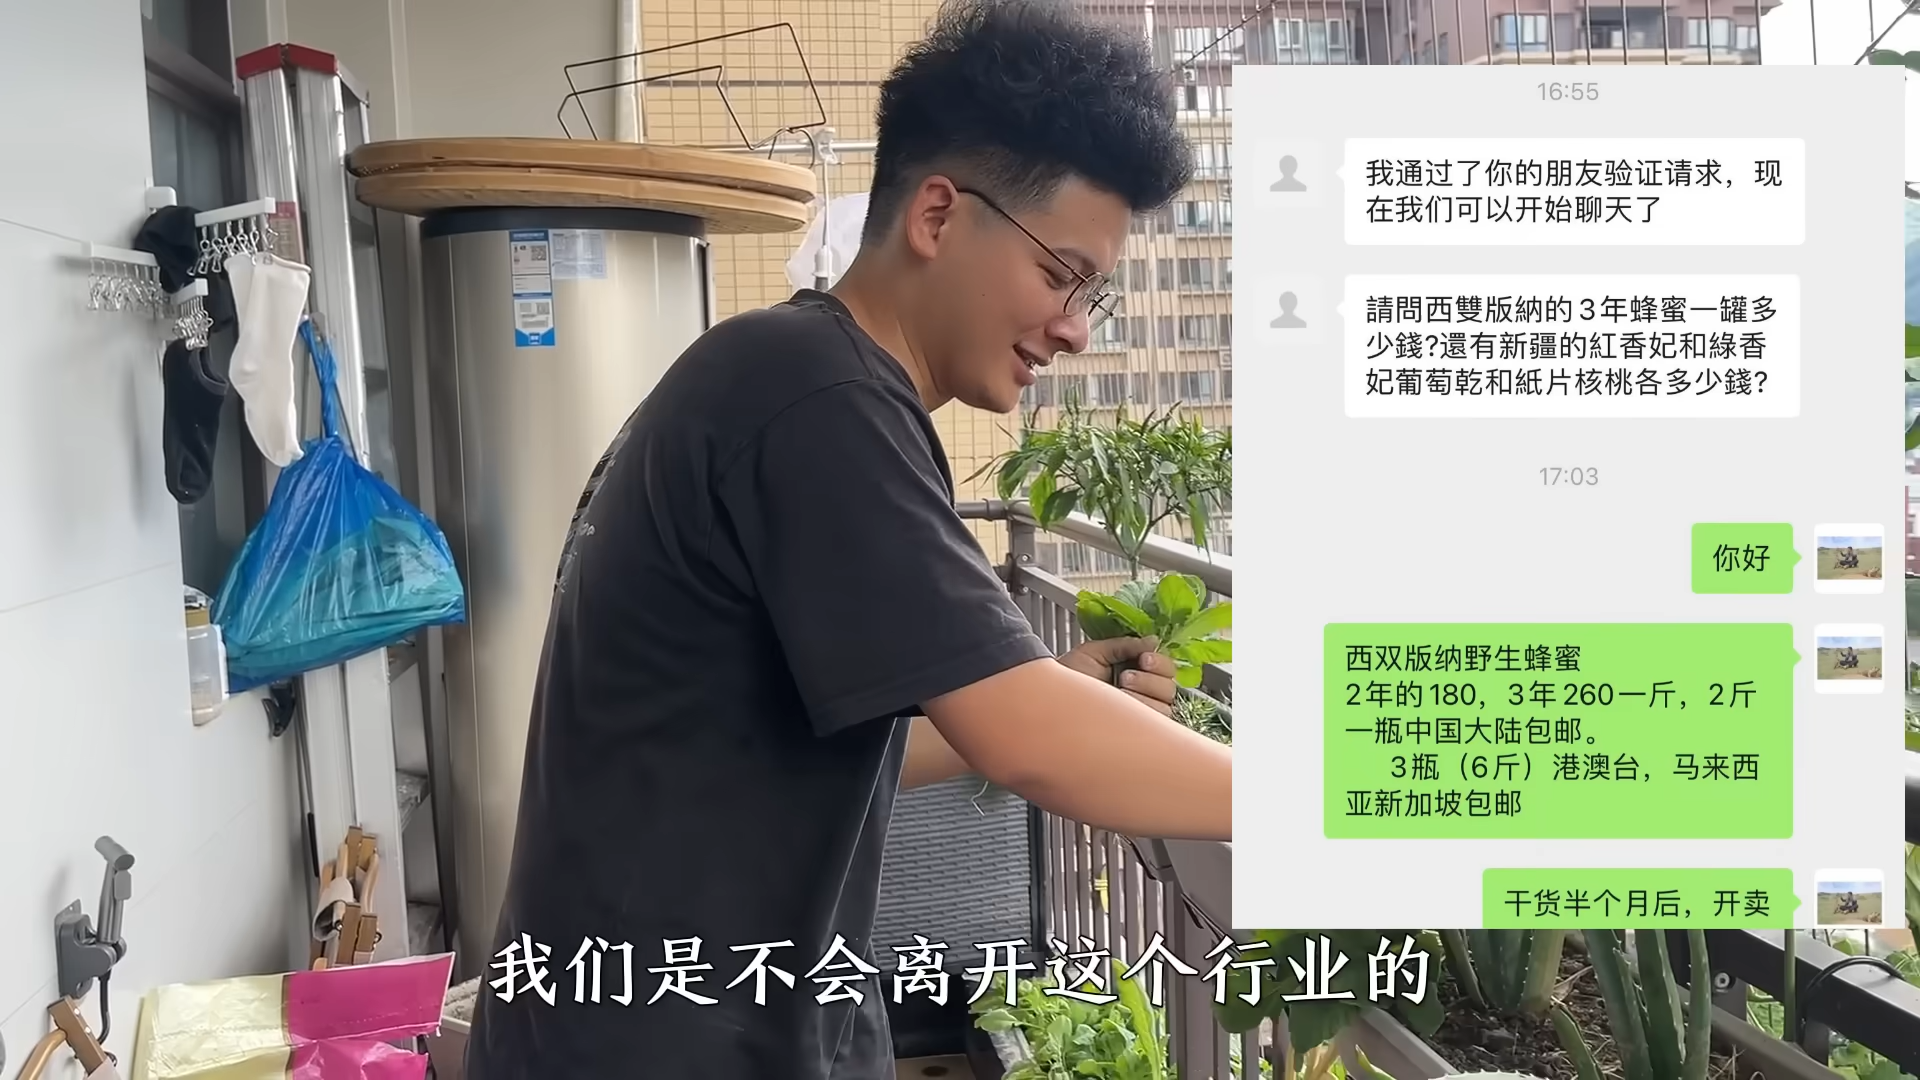 16:55
我通过了你的朋友验证请求，现
在我们可以开始聊天了
請問西雙版納的3年蜂蜜一罐多
少錢?還有新疆的紅香妃和綠香
妃葡萄乾和紙片核桃各多少錢?
17:03
你好
西双版纳野生蜂蜜
2年的180，3年260一斤，2斤
一瓶中国大陆包邮。
3瓶（6斤）港澳台，马来西
亚新加坡包邮
干货半个月后，开卖
我们是不会离开这个行业的